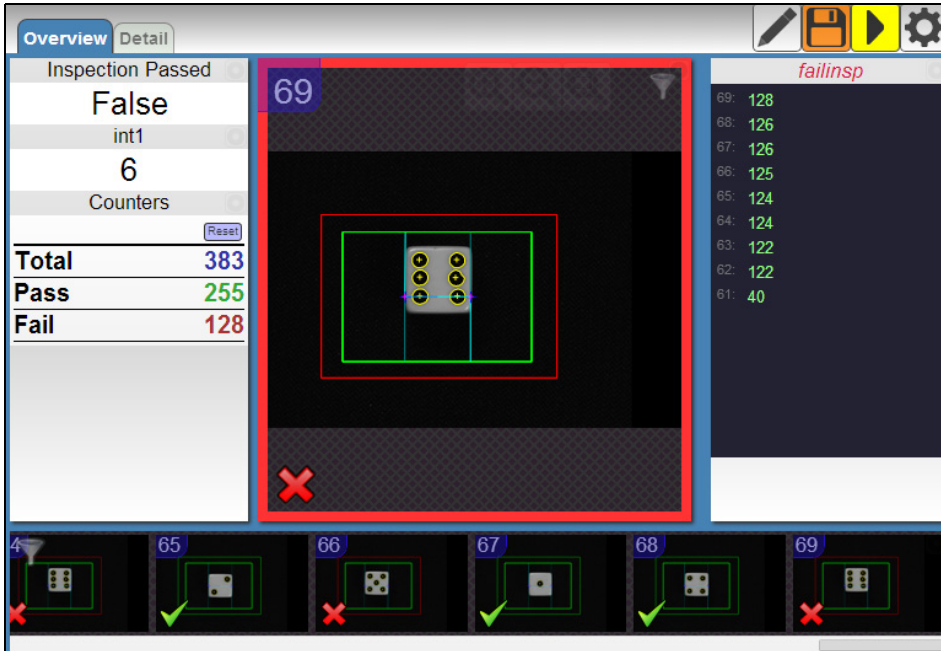 Overview Detail
Inspection Passed
False
int1
6
Counters
Reset
Total 383
Pass 255
Fail 128
69
failinsp
69: 128
68: 126
67: 126
66: 125
65: 124
64: 124
63: 122
62: 122
61: 40
4 65 66 67 68 69